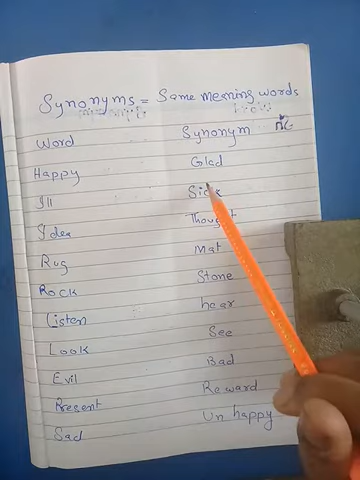 Synonyms = Same meaning words
Word Synonym
Happy Glad
Ill Sick
Idea Thought
Rug Mat
Rock Stone
Listen hear
Look See
Evil Bad
Present Reward
Sad Unhappy